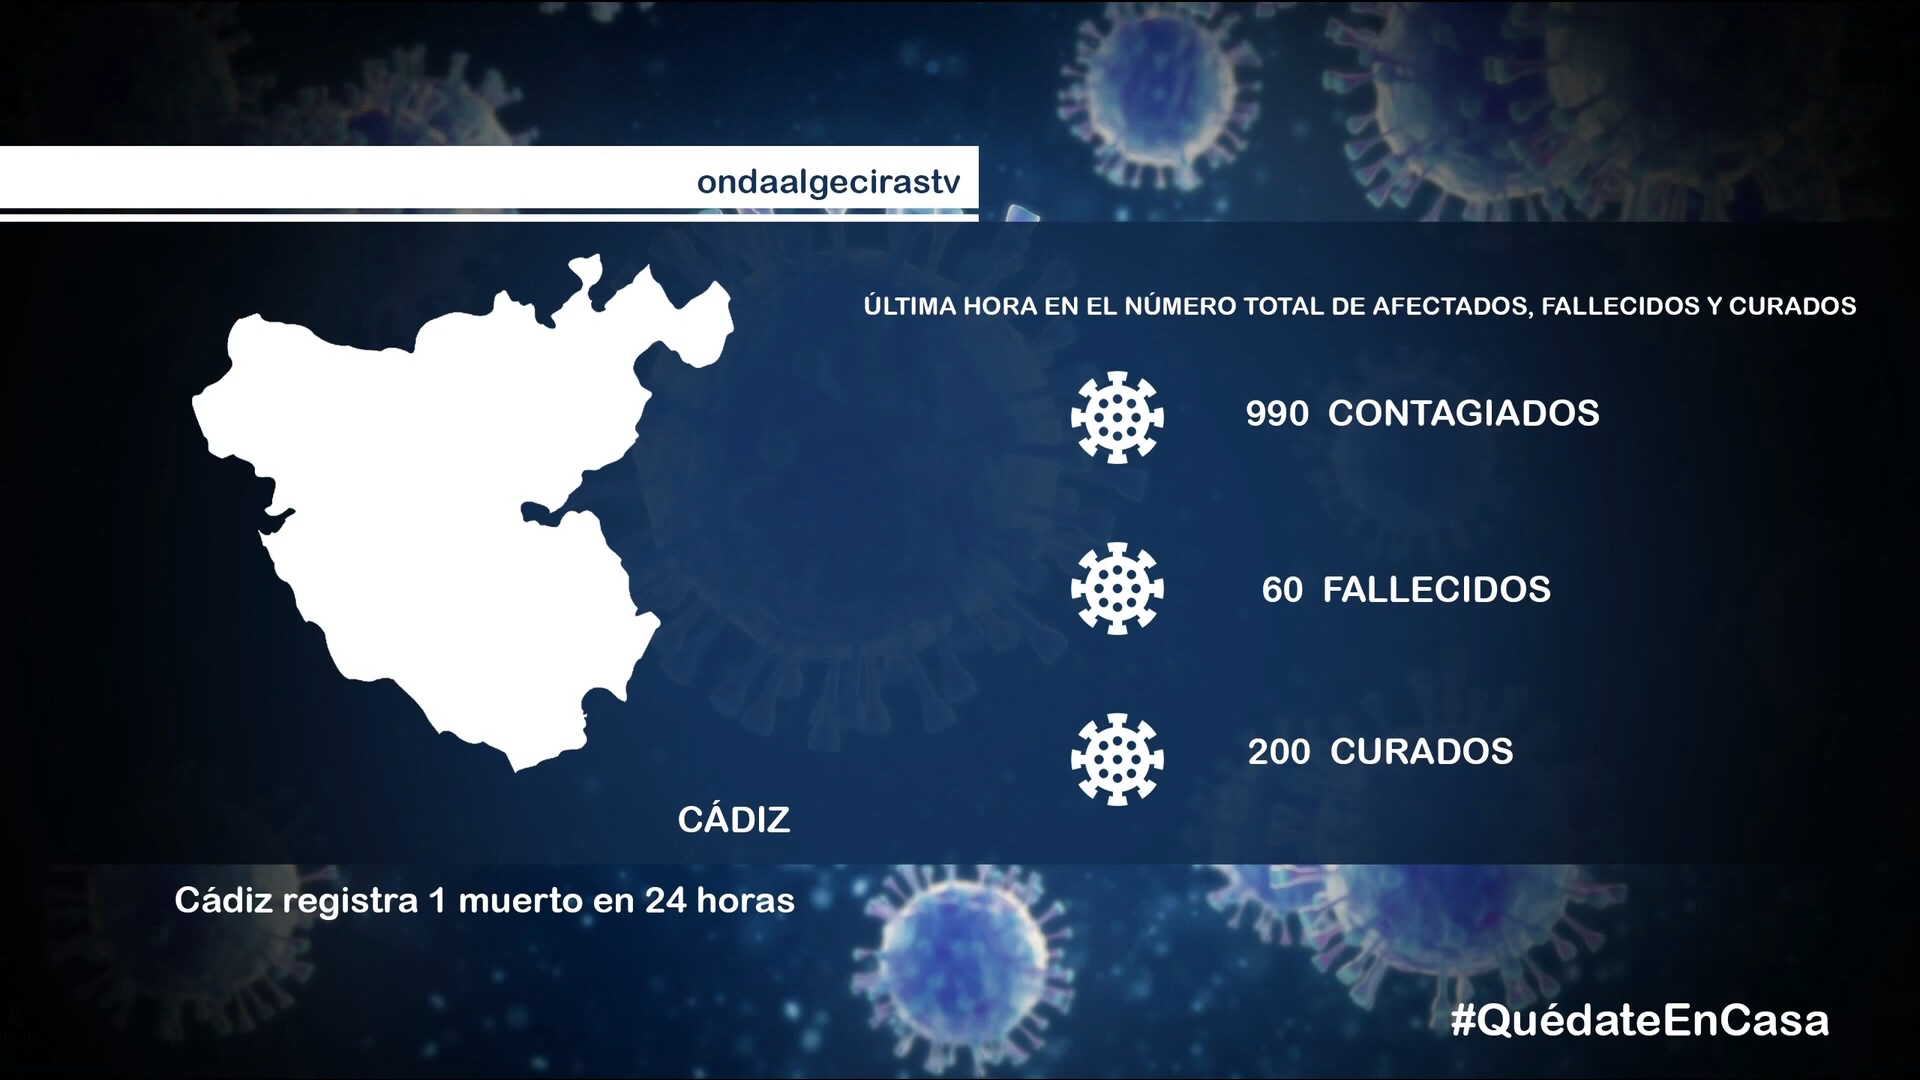 ondaalgecirastv
ÚLTIMA HORA EN EL NÚMERO TOTAL DE AFECTADOS, FALLECIDOS Y CURADOS
990 CONTAGIADOS
60 FALLECIDOS
200 CURADOS
CÁDIZ
Cádiz registra 1 muerto en 24 horas
#QuédateEnCasa